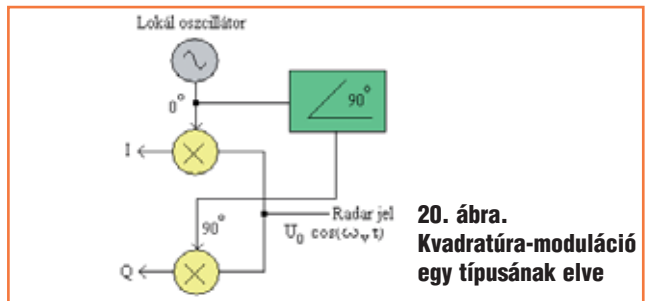 Lokál oszcillátor
0°
90°
I
Radar jel
U₀ cos(ωᵥt)
90°
Q
20. ábra.
Kvadratúra-moduláció
egy típusának elve